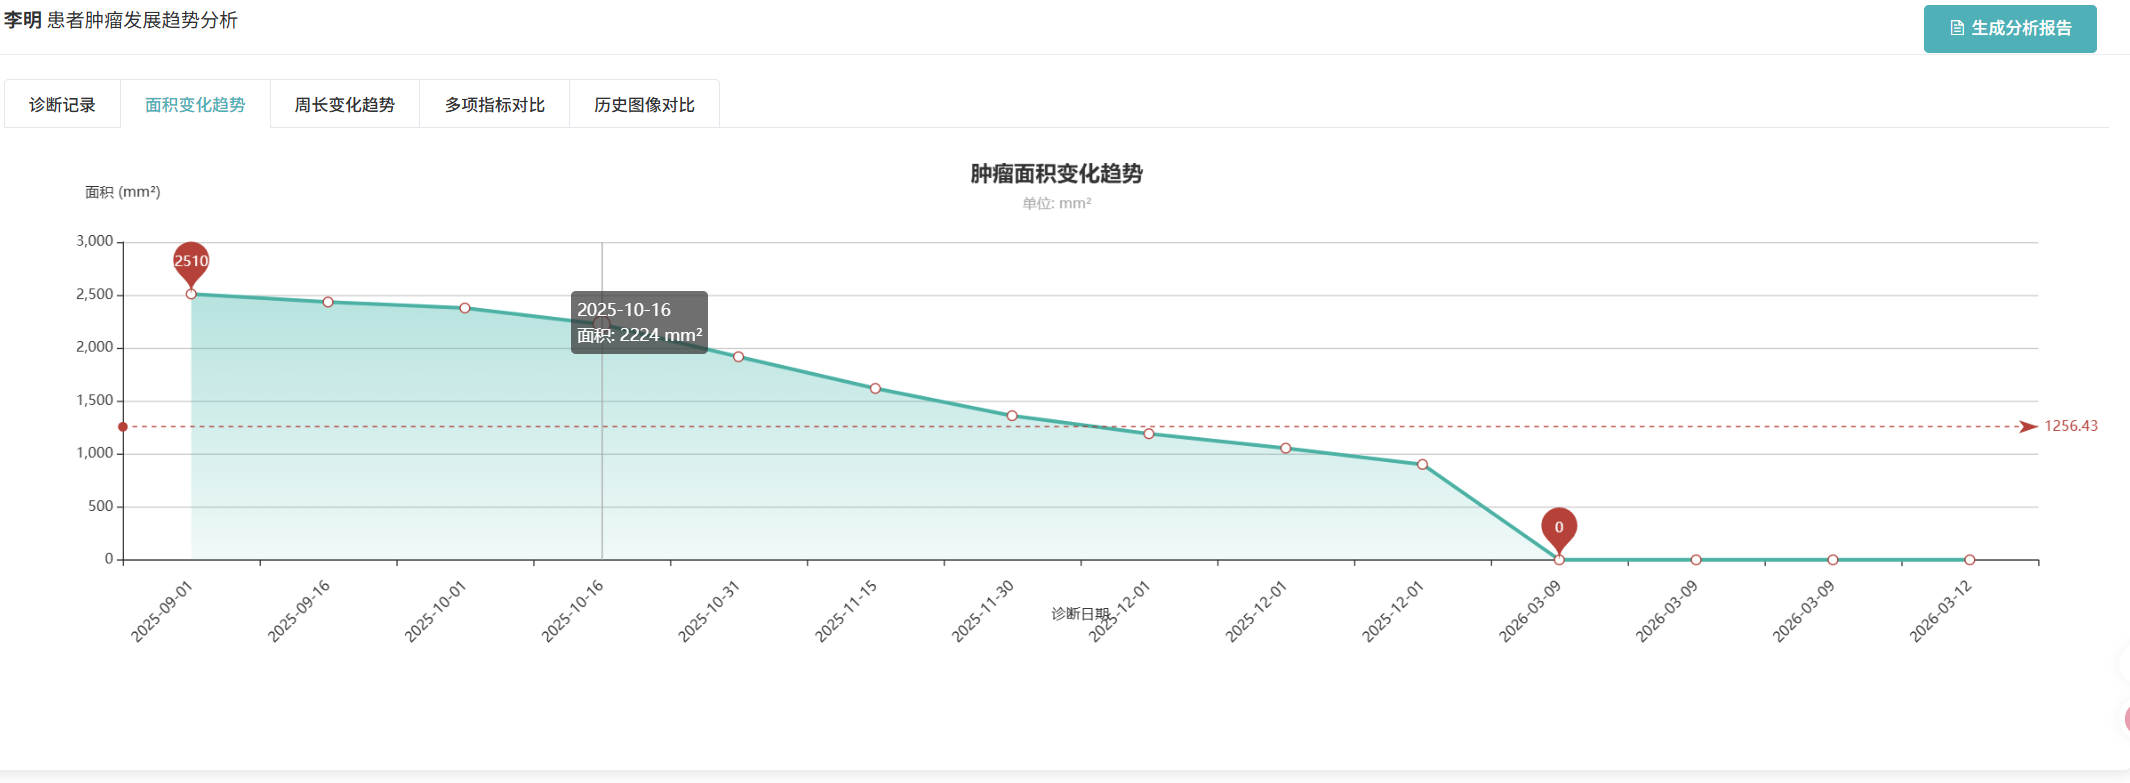 李明 患者肿瘤发展趋势分析
生成分析报告
诊断记录
面积变化趋势
周长变化趋势
多项指标对比
历史图像对比
肿瘤面积变化趋势
单位: mm²
面积 (mm²)
3,000
2,500
2,000
1,500
1,000
500
0
2510
2025-10-16
面积: 2224 mm²
1256.43
0
2025-09-01
2025-09-16
2025-10-01
2025-10-16
2025-10-31
2025-11-15
2025-11-30
2025-12-01
2025-12-01
2025-12-01
2026-03-09
2026-03-09
2026-03-09
2026-03-12
诊断日期